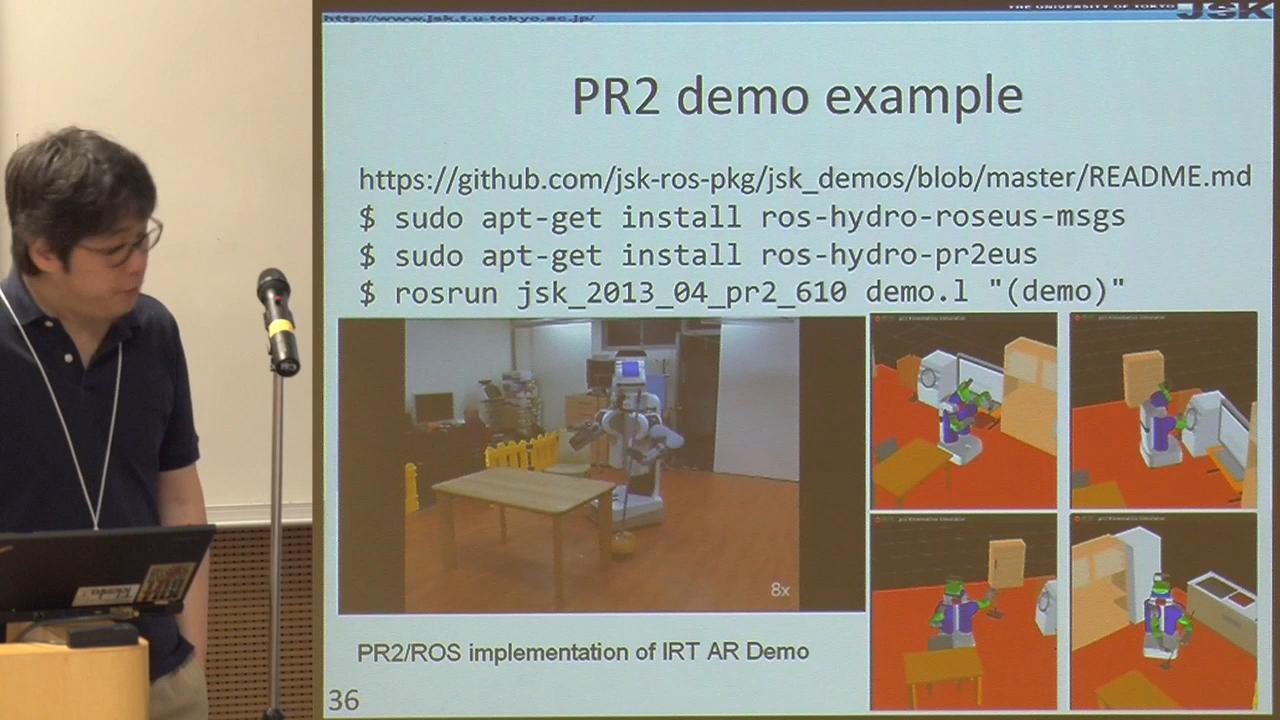 http://www.jsk.t.u-tokyo.ac.jp/
THE UNIVERSITY OF TOKYO JSK
PR2 demo example
https://github.com/jsk-ros-pkg/jsk_demos/blob/master/README.md
$ sudo apt-get install ros-hydro-roseus-msgs
$ sudo apt-get install ros-hydro-pr2eus
$ rosrun jsk_2013_04_pr2_610 demo.l "(demo)"
8x
PR2/ROS implementation of IRT AR Demo
36